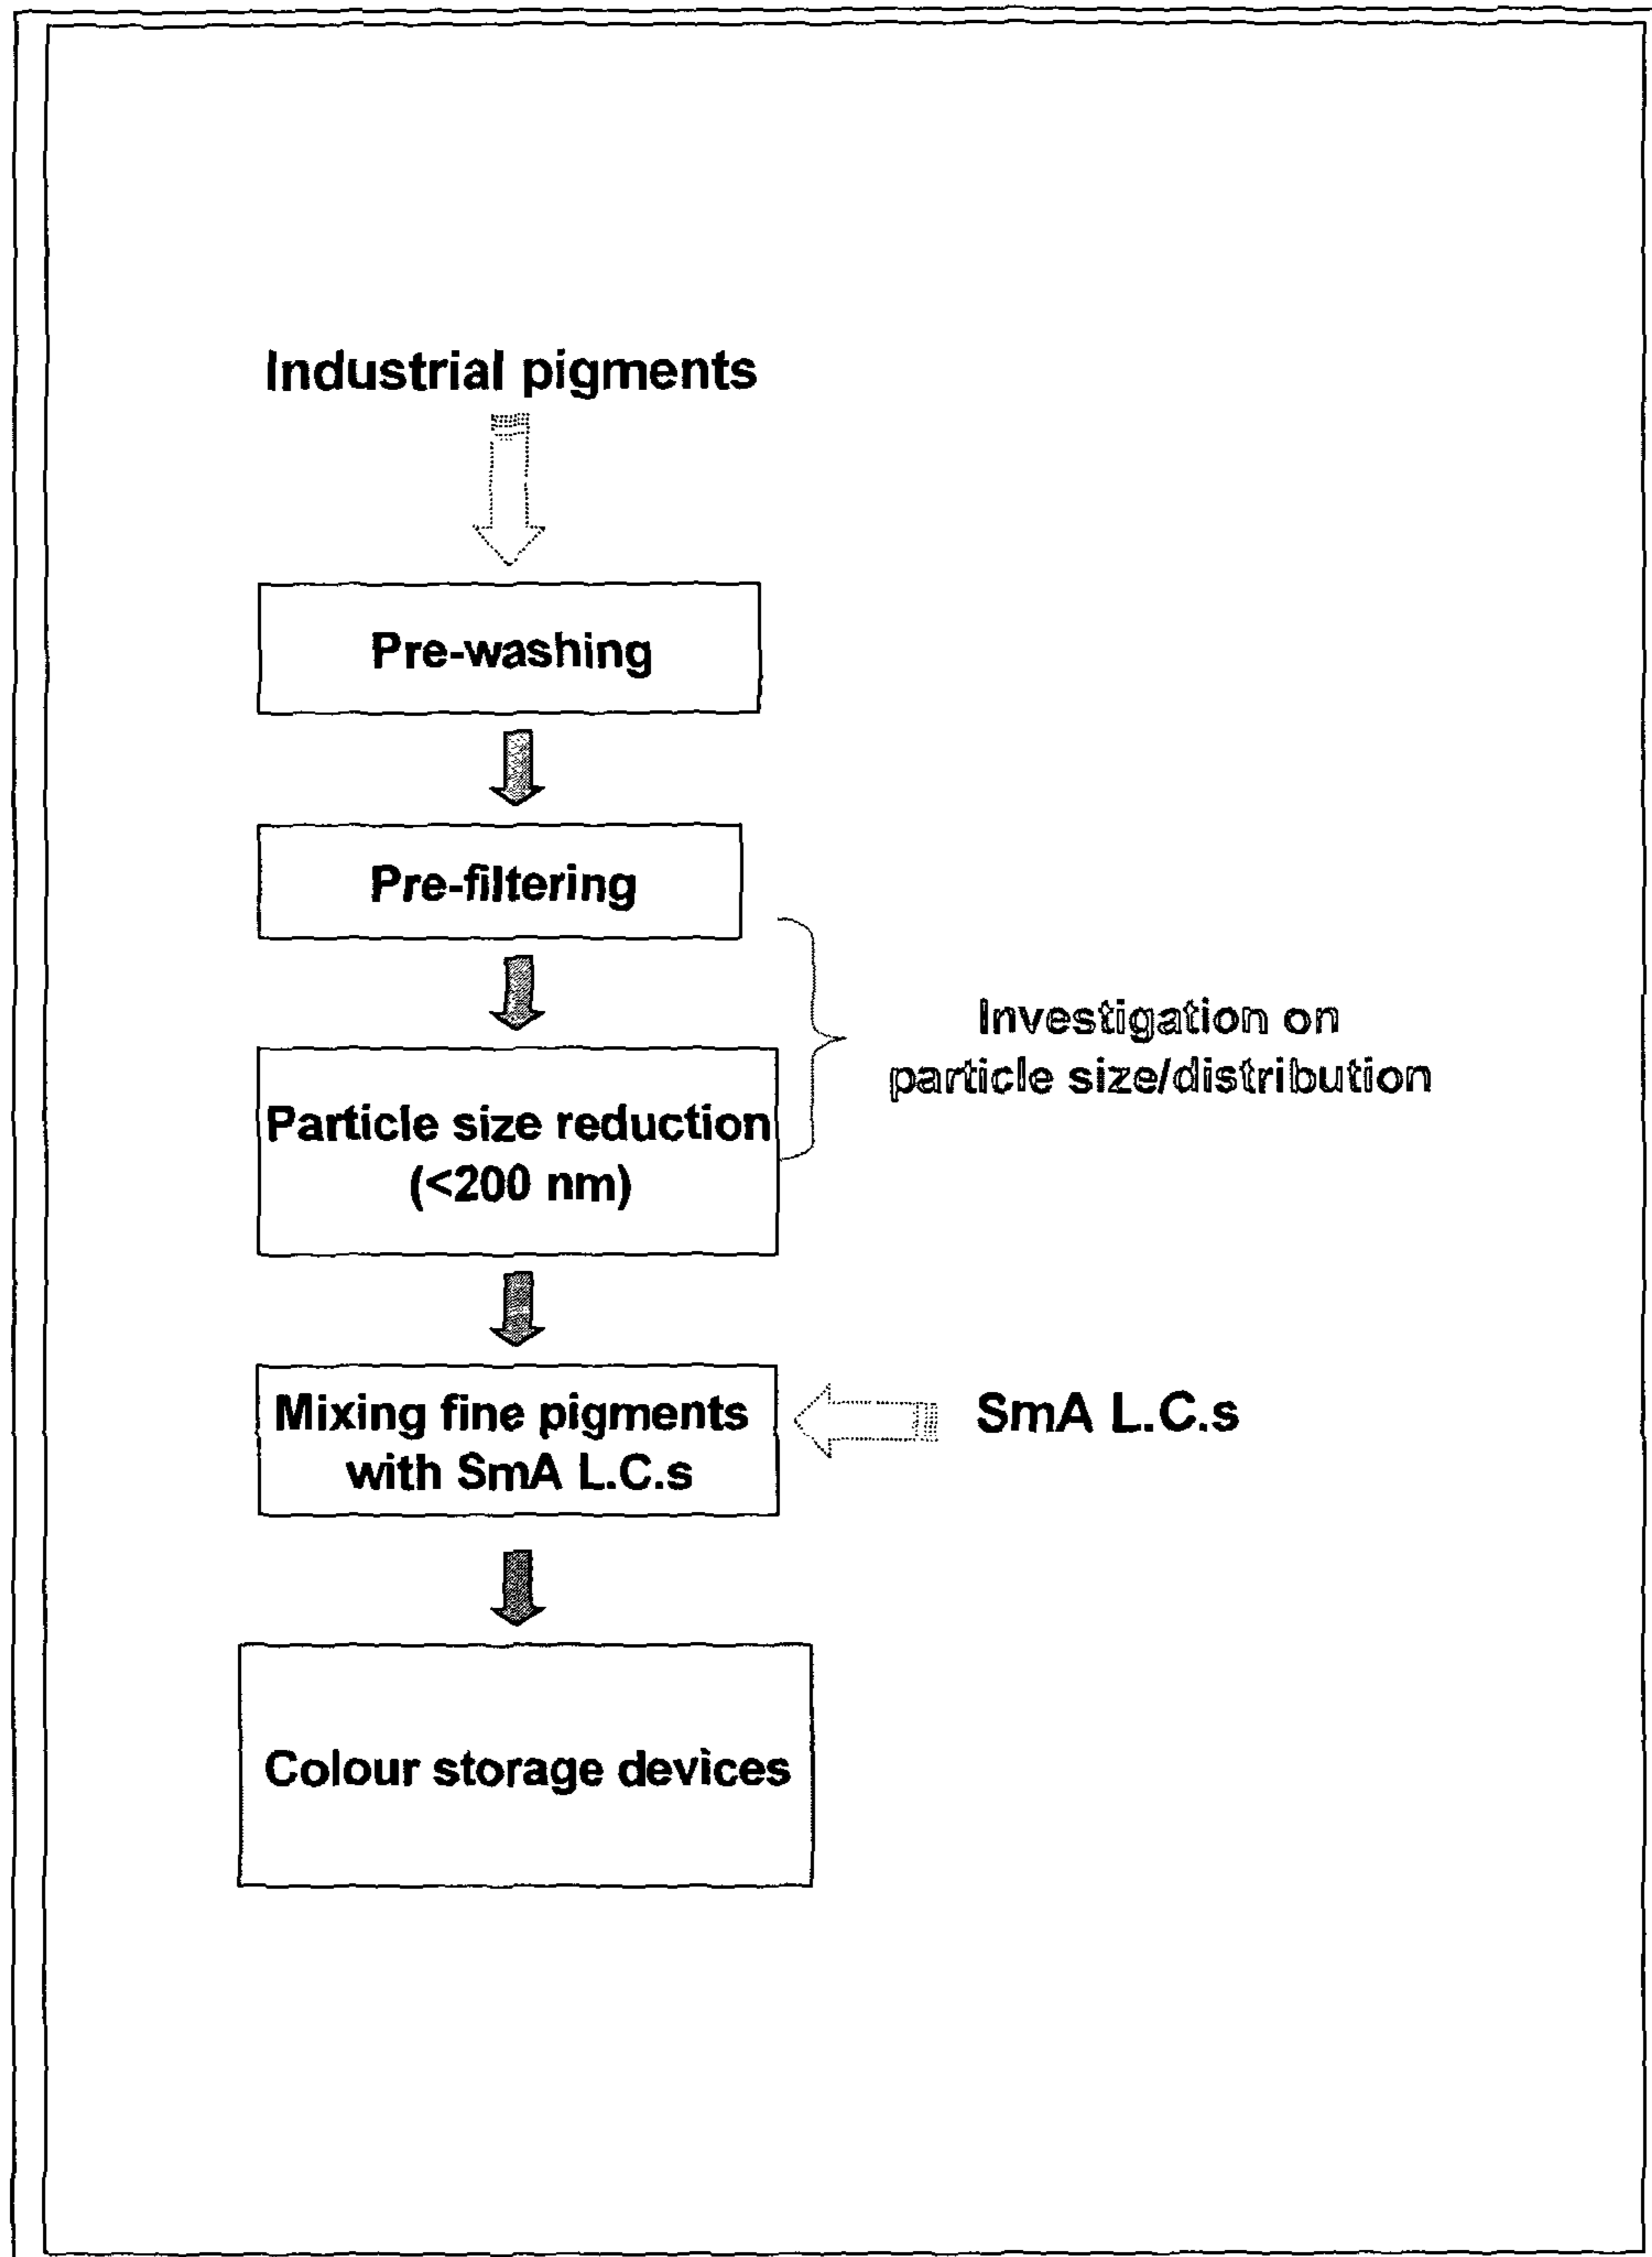 Industrial pigments
Pre-washing
Pre-filtering
Investigation on
particle size/distribution
Particle size reduction
(<200 nm)
Mixing fine pigments
with SmA L.C.s
SmA L.C.s
Colour storage devices